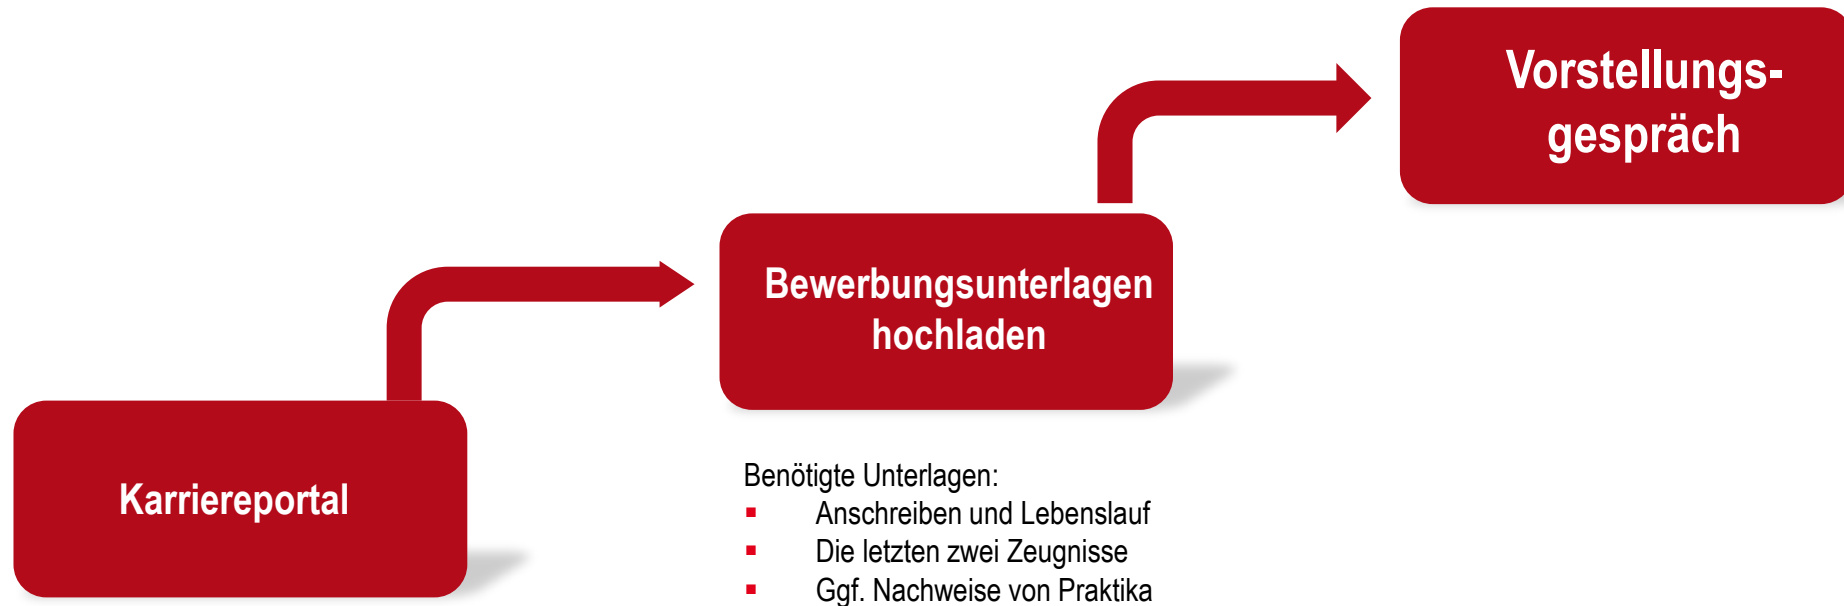 Vorstellungs-
gespräch
Bewerbungsunterlagen
hochladen
Karriereportal
Benötigte Unterlagen:
▪ Anschreiben und Lebenslauf
▪ Die letzten zwei Zeugnisse
▪ Ggf. Nachweise von Praktika